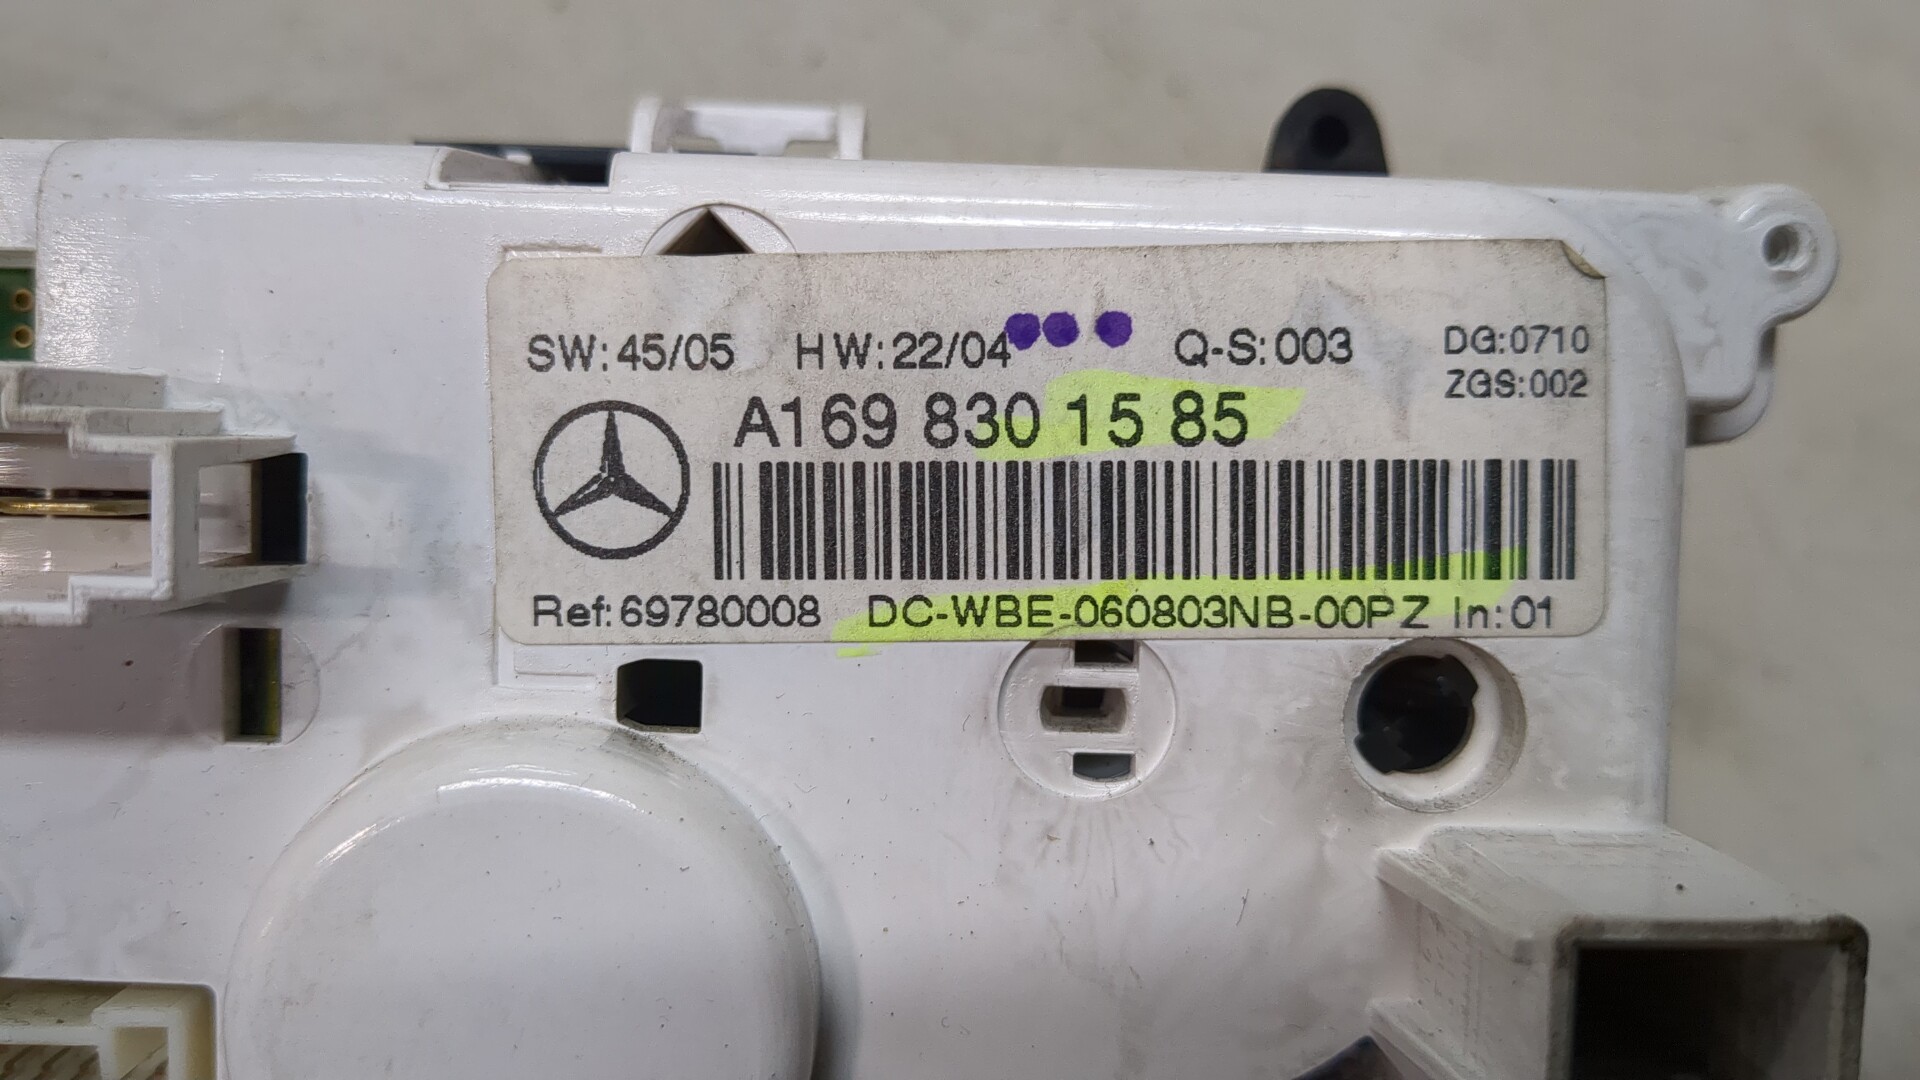 SW:45/05 HW:22/04 Q-S:003 DG:0710
ZGS:002
A169 830 15 85
Ref:69780008 DC-WBE-060803NB-00PZ In:01